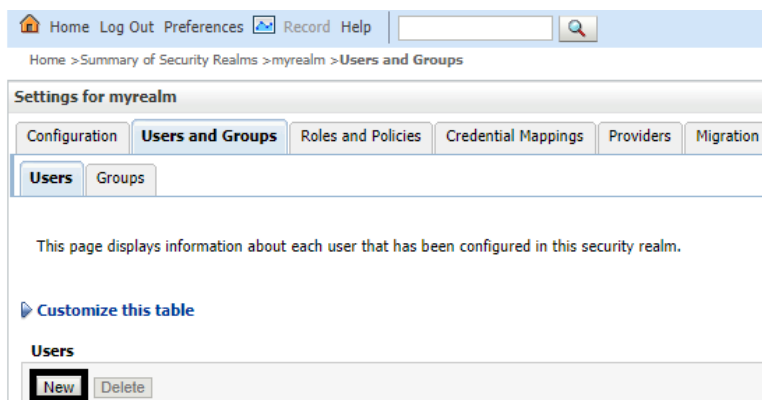 Home Log Out Preferences Record Help
Home >Summary of Security Realms >myrealm >Users and Groups
Settings for myrealm
Configuration Users and Groups Roles and Policies Credential Mappings Providers Migration
Users Groups
This page displays information about each user that has been configured in this security realm.
Customize this table
Users
New Delete